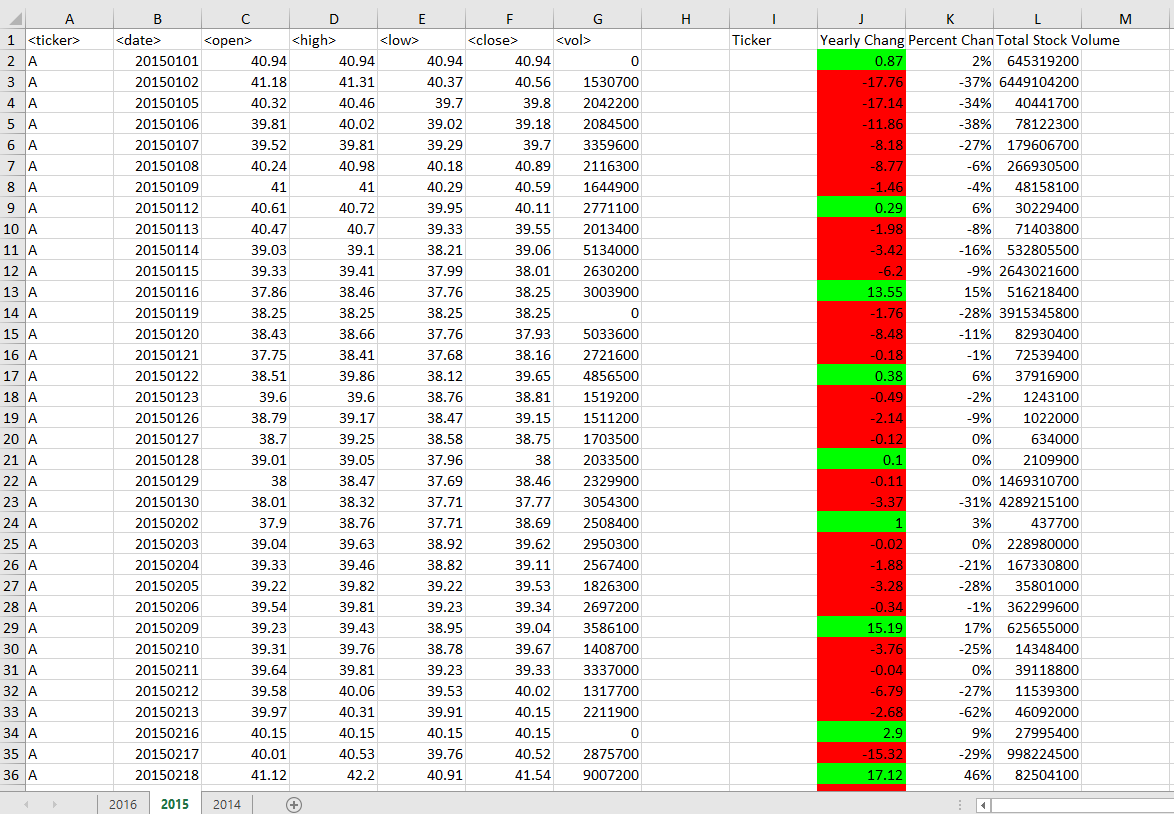 A B C D E F G H I J K L M
1 <ticker> <date> <open> <high> <low> <close> <vol> Ticker Yearly Chang Percent Chan Total Stock Volume
2 A 20150101 40.94 40.94 40.94 40.94 0 0.87 2% 645319200
3 A 20150102 41.18 41.31 40.37 40.56 1530700 -17.76 -37% 6449104200
4 A 20150105 40.32 40.46 39.7 39.8 2042200 -17.14 -34% 40441700
5 A 20150106 39.81 40.02 39.02 39.18 2084500 -11.86 -38% 78122300
6 A 20150107 39.52 39.81 39.29 39.7 3359600 -8.18 -27% 179606700
7 A 20150108 40.24 40.98 40.18 40.89 2116300 -8.77 -6% 266930500
8 A 20150109 41 41 40.29 40.59 1644900 -1.46 -4% 48158100
9 A 20150112 40.61 40.72 39.95 40.11 2771100 0.29 6% 30229400
10 A 20150113 40.47 40.7 39.33 39.55 2013400 -1.98 -8% 71403800
11 A 20150114 39.03 39.1 38.21 39.06 5134000 -3.42 -16% 532805500
12 A 20150115 39.33 39.41 37.99 38.01 2630200 -6.2 -9% 2643021600
13 A 20150116 37.86 38.46 37.76 38.25 3003900 13.55 15% 516218400
14 A 20150119 38.25 38.25 38.25 38.25 0 -1.76 -28% 3915345800
15 A 20150120 38.43 38.66 37.76 37.93 5033600 -8.48 -11% 82930400
16 A 20150121 37.75 38.41 37.68 38.16 2721600 -0.18 -1% 72539400
17 A 20150122 38.51 39.86 38.12 39.65 4856500 0.38 6% 37916900
18 A 20150123 39.6 39.6 38.76 38.81 1519200 -0.49 -2% 1243100
19 A 20150126 38.79 39.17 38.47 39.15 1511200 -2.14 -9% 1022000
20 A 20150127 38.7 39.25 38.58 38.75 1703500 -0.12 0% 634000
21 A 20150128 39.01 39.05 37.96 38 2033500 0.1 0% 2109900
22 A 20150129 38 38.47 37.69 38.46 2329900 -0.11 0% 1469310700
23 A 20150130 38.01 38.32 37.71 37.77 3054300 -3.37 -31% 4289215100
24 A 20150202 37.9 38.76 37.71 38.69 2508400 1 3% 437700
25 A 20150203 39.04 39.63 38.92 39.62 2950300 -0.02 0% 228980000
26 A 20150204 39.33 39.46 38.82 39.11 2567400 -1.88 -21% 167330800
27 A 20150205 39.22 39.82 39.22 39.53 1826300 -3.28 -28% 35801000
28 A 20150206 39.54 39.81 39.23 39.34 2697200 -0.34 -1% 362299600
29 A 20150209 39.23 39.43 38.95 39.04 3586100 15.19 17% 625655000
30 A 20150210 39.31 39.76 38.78 39.67 1408700 -3.76 -25% 14348400
31 A 20150211 39.64 39.81 39.23 39.33 3337000 -0.04 0% 39118800
32 A 20150212 39.58 40.06 39.53 40.02 1317700 -6.79 -27% 11539300
33 A 20150213 39.97 40.31 39.91 40.15 2211900 -2.68 -62% 46092000
34 A 20150216 40.15 40.15 40.15 40.15 0 2.9 9% 27995400
35 A 20150217 40.01 40.53 39.76 40.52 2875700 -15.32 -29% 998224500
36 A 20150218 41.12 42.2 40.91 41.54 9007200 17.12 46% 82504100
2016 2015 2014